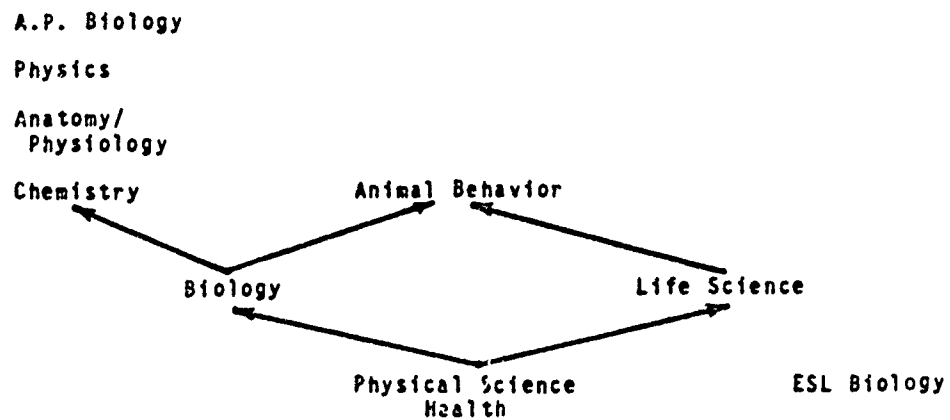 A.P. Biology
Physics
Anatomy/
Physiology
Chemistry
Animal Behavior
Biology
Life Science
Physical Science
Health
ESL Biology